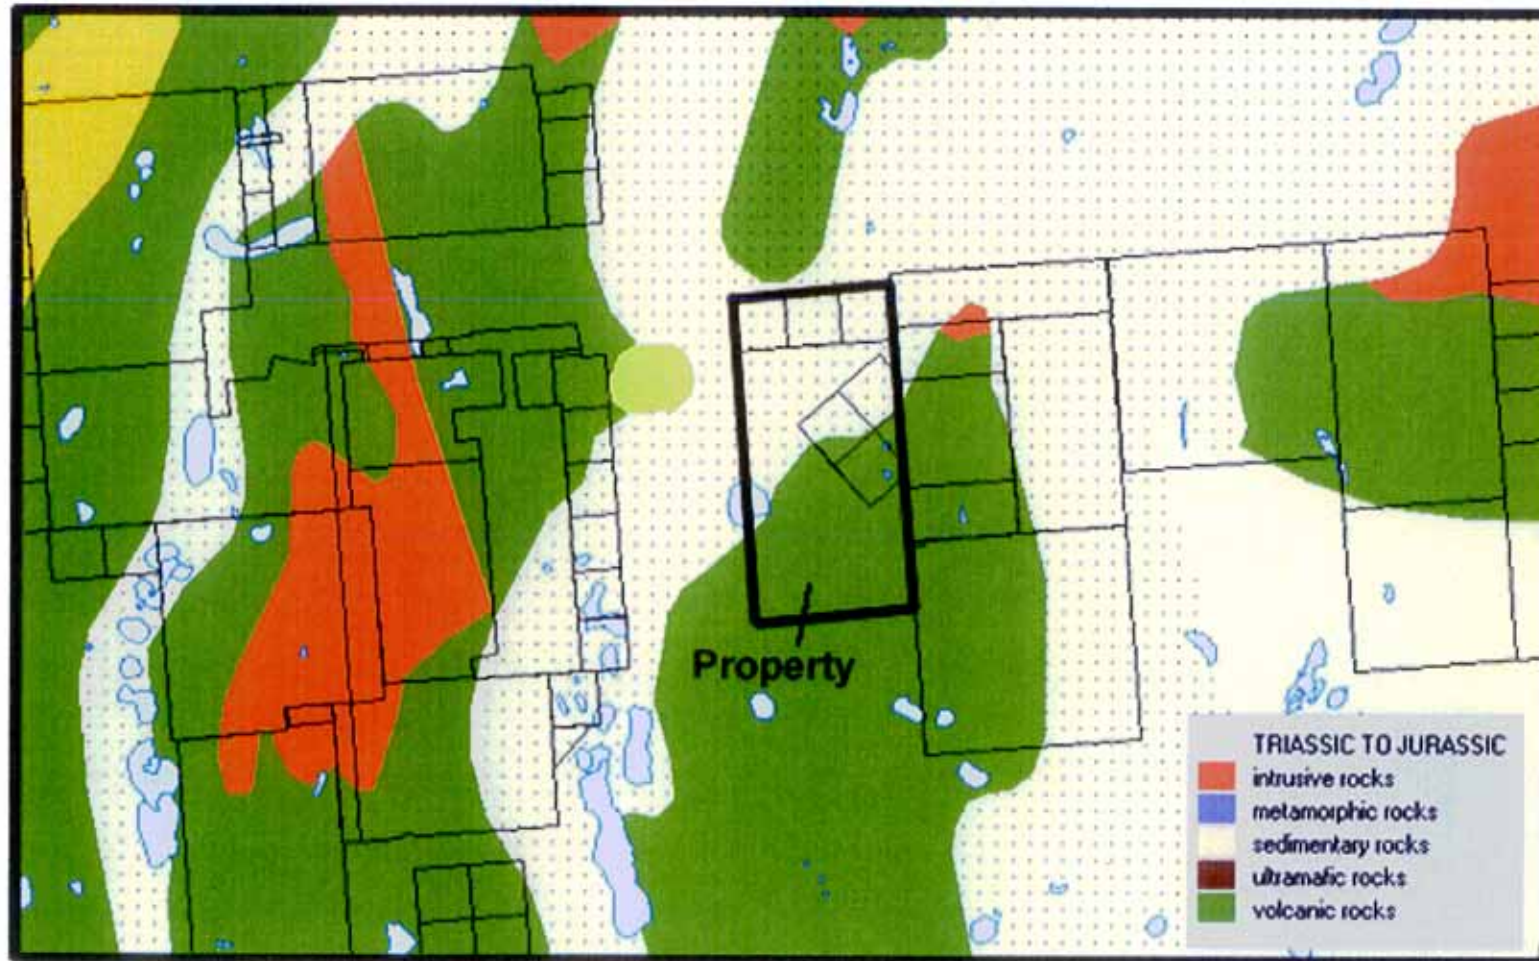 Property
TRIASSIC TO JURASSIC
intrusive rocks
metamorphic rocks
sedimentary rocks
ultramafic rocks
volcanic rocks